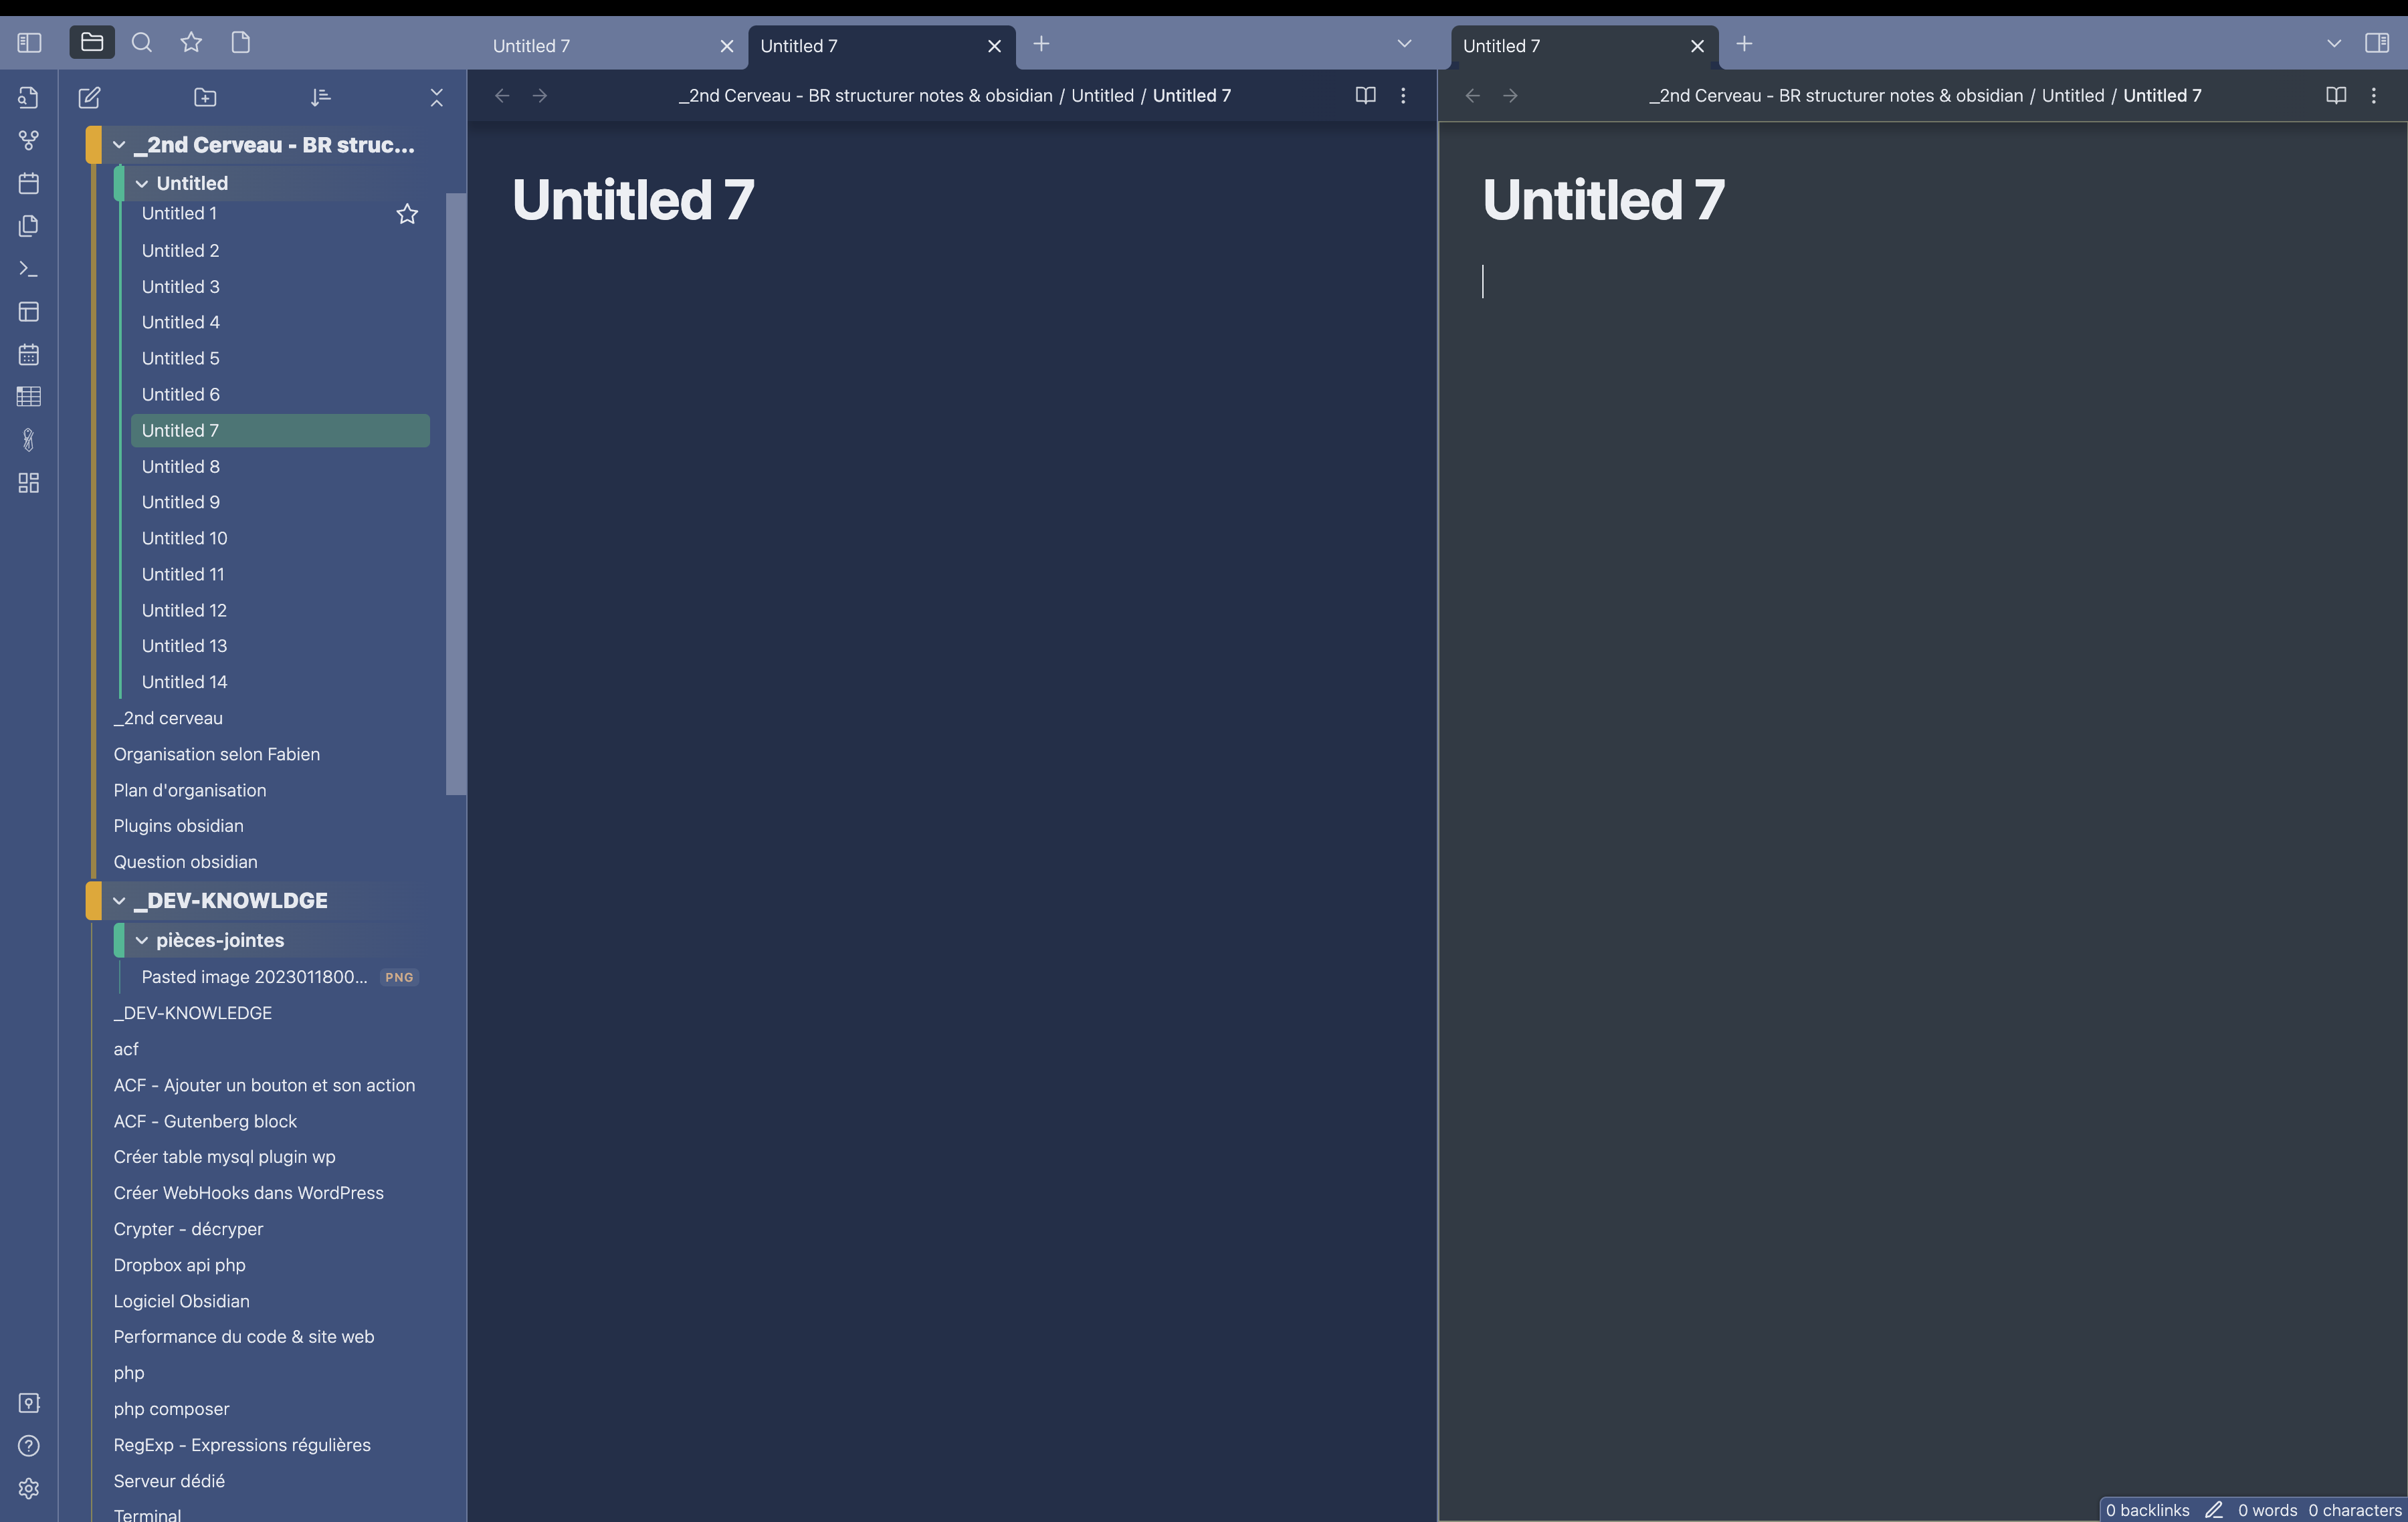 Untitled 7
Untitled 7
Untitled 7
_2nd Cerveau - BR structurer notes & obsidian / Untitled / Untitled 7
_2nd Cerveau - BR structurer notes & obsidian / Untitled / Untitled 7
_2nd Cerveau - BR struc...
Untitled
Untitled 1
Untitled 2
Untitled 3
Untitled 4
Untitled 5
Untitled 6
Untitled 7
Untitled 8
Untitled 9
Untitled 10
Untitled 11
Untitled 12
Untitled 13
Untitled 14
_2nd cerveau
Organisation selon Fabien
Plan d'organisation
Plugins obsidian
Question obsidian
_DEV-KNOWLDGE
pièces-jointes
Pasted image 2023011800... PNG
_DEV-KNOWLEDGE
acf
ACF - Ajouter un bouton et son action
ACF - Gutenberg block
Créer table mysql plugin wp
Créer WebHooks dans WordPress
Crypter - décryper
Dropbox api php
Logiciel Obsidian
Performance du code & site web
php
php composer
RegExp - Expressions régulières
Serveur dédié
Terminal
Untitled 7
Untitled 7
0 backlinks 0 words 0 characters